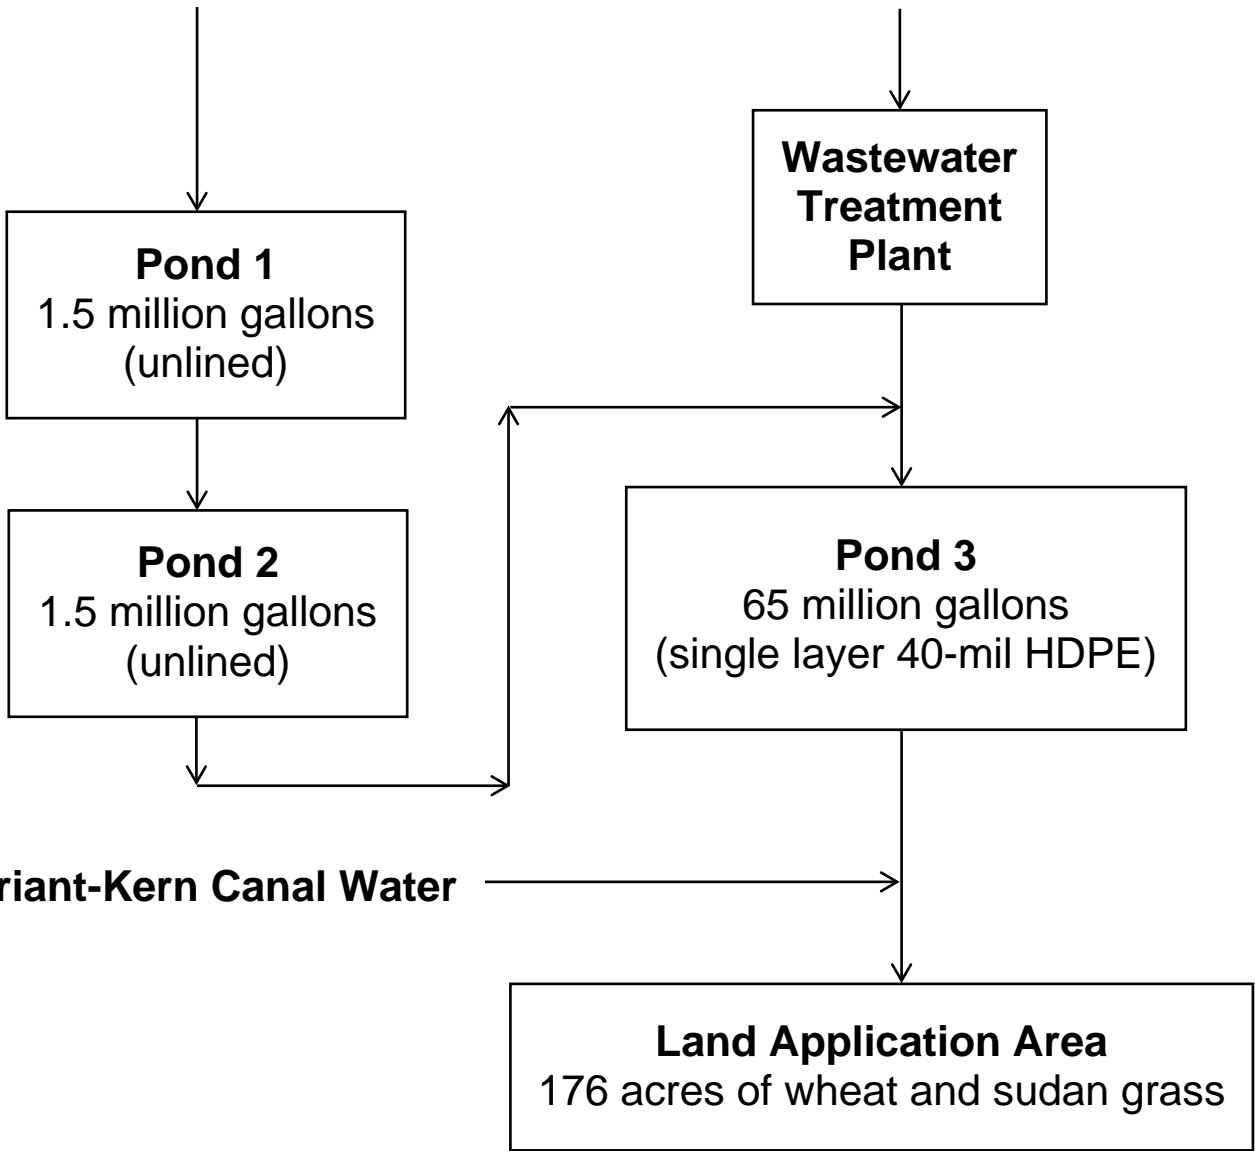 Wastewater
Treatment
Plant
Pond 1
1.5 million gallons
(unlined)
Pond 2
1.5 million gallons
(unlined)
Pond 3
65 million gallons
(single layer 40-mil HDPE)
riant-Kern Canal Water
Land Application Area
176 acres of wheat and sudan grass